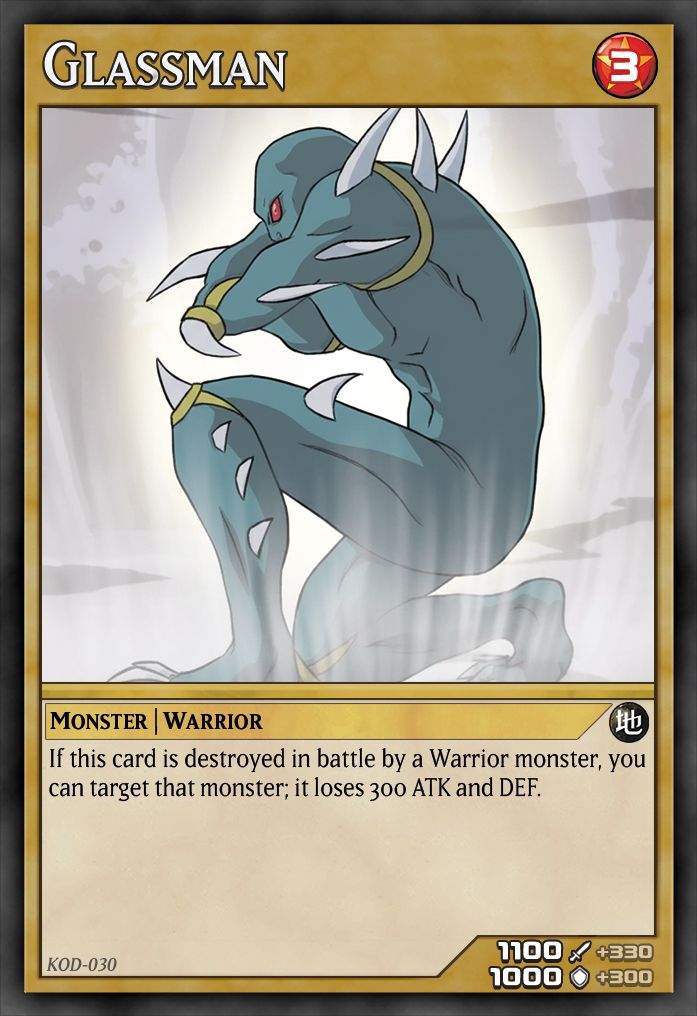 GLASSMAN
3
MONSTER | WARRIOR
地
If this card is destroyed in battle by a Warrior monster, you
can target that monster; it loses 300 ATK and DEF.
1100 +330
KOD-030
1000 +300